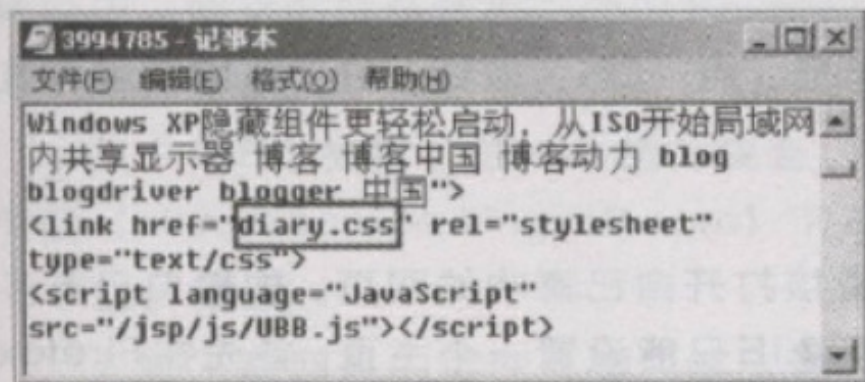 3994785 - 记事本
文件(F) 编辑(E) 格式(O) 帮助(H)
Windows XP隐藏组件更轻松启动, 从ISO开始局域网
内共享显示器 博客 博客中国 博客动力 blog
blogdriver blogger 中国">
<link href="diary.css" rel="stylesheet"
type="text/css">
<script language="JavaScript"
src="/jsp/js/UBB.js"></script>